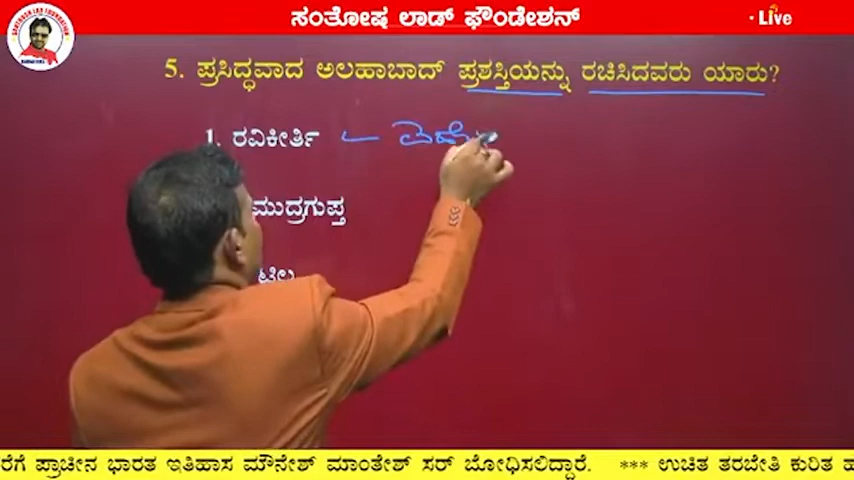 ಸಂತೋಷ ಲಾಡ್ ಫೌಂಡೇಶನ್
Live
5. ಪ್ರಸಿದ್ಧವಾದ ಅಲಹಾಬಾದ್ ಪ್ರಶಸ್ತಿಯನ್ನು ರಚಿಸಿದವರು ಯಾರು?
1. ರವಿಕೀರ್ತಿ
ಮುದ್ರಗುಪ್ತ
ಟಿಲ್ಯ
ರೆಗೆ ಪ್ರಾಚೀನ ಭಾರತ ಇತಿಹಾಸ ಮೌನೇಶ್ ಮಾಂತೇಶ್ ಸರ್ ಬೋಧಿಸಲಿದ್ದಾರೆ. *** ಉಚಿತ ತರಬೇತಿ ಕುರಿತ